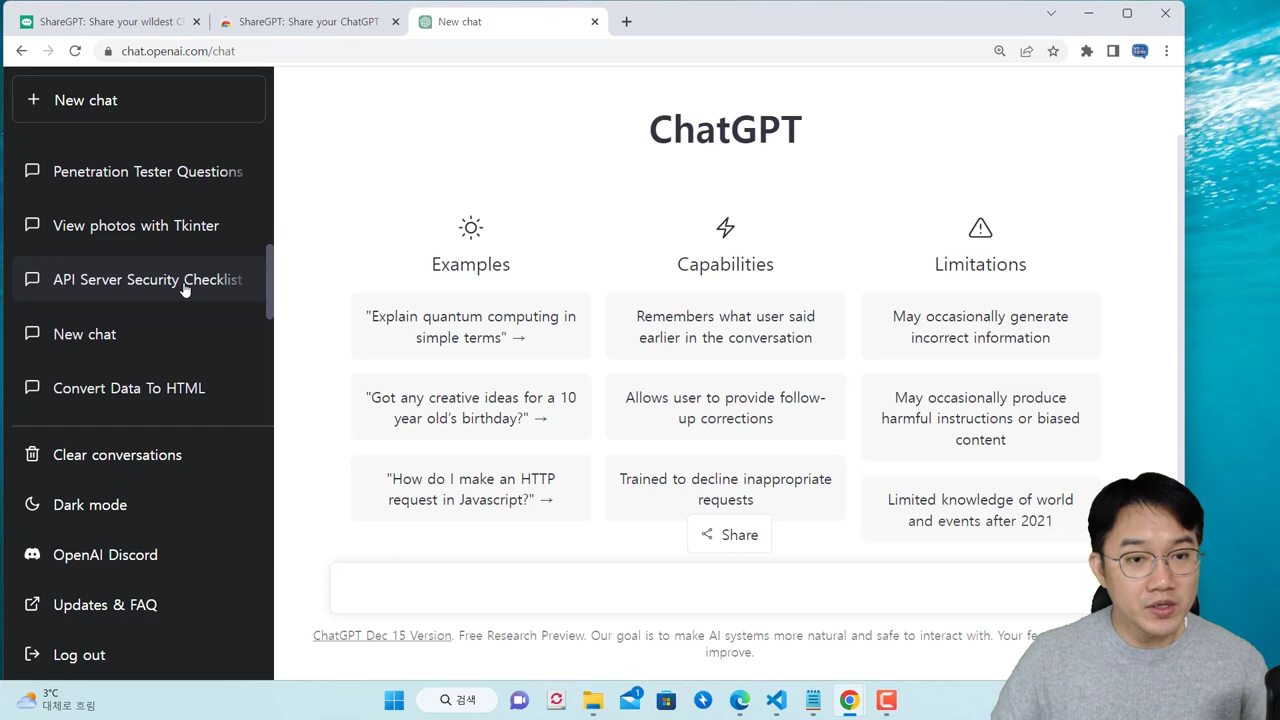 ShareGPT: Share your wildest C
ShareGPT: Share your ChatGPT
New chat
chat.openai.com/chat
New chat
Penetration Tester Questions
View photos with Tkinter
API Server Security Checklist
New chat
Convert Data To HTML
Clear conversations
Dark mode
OpenAI Discord
Updates & FAQ
Log out
ChatGPT
Examples
"Explain quantum computing in
simple terms" →
"Got any creative ideas for a 10
year old's birthday?" →
"How do I make an HTTP
request in Javascript?" →
Capabilities
Remembers what user said
earlier in the conversation
Allows user to provide follow-
up corrections
Trained to decline inappropriate
requests
Limitations
May occasionally generate
incorrect information
May occasionally produce
harmful instructions or biased
content
Limited knowledge of world
and events after 2021
Share
ChatGPT Dec 15 Version. Free Research Preview. Our goal is to make AI systems more natural and safe to interact with. Your fe
improve.
3°C
대체로 흐림
검색
1